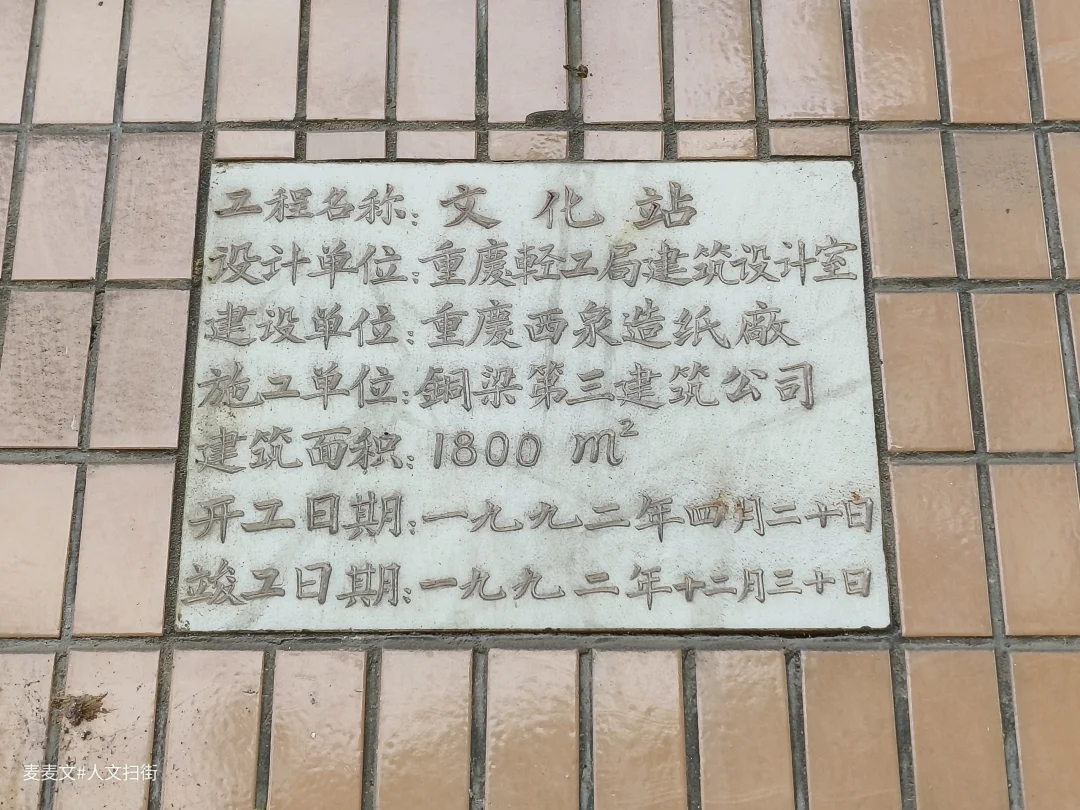 工程名称:文化站
设计单位:重慶軽工局建筑设计室
建设单位:重慶西泉造纸廠
施工单位:銅梁第三建筑公司
建筑面积:1800 m²
开工日期:一九九二年四月二十日
竣工日期:一九九二年十二月三十日
麦麦文#人文扫街